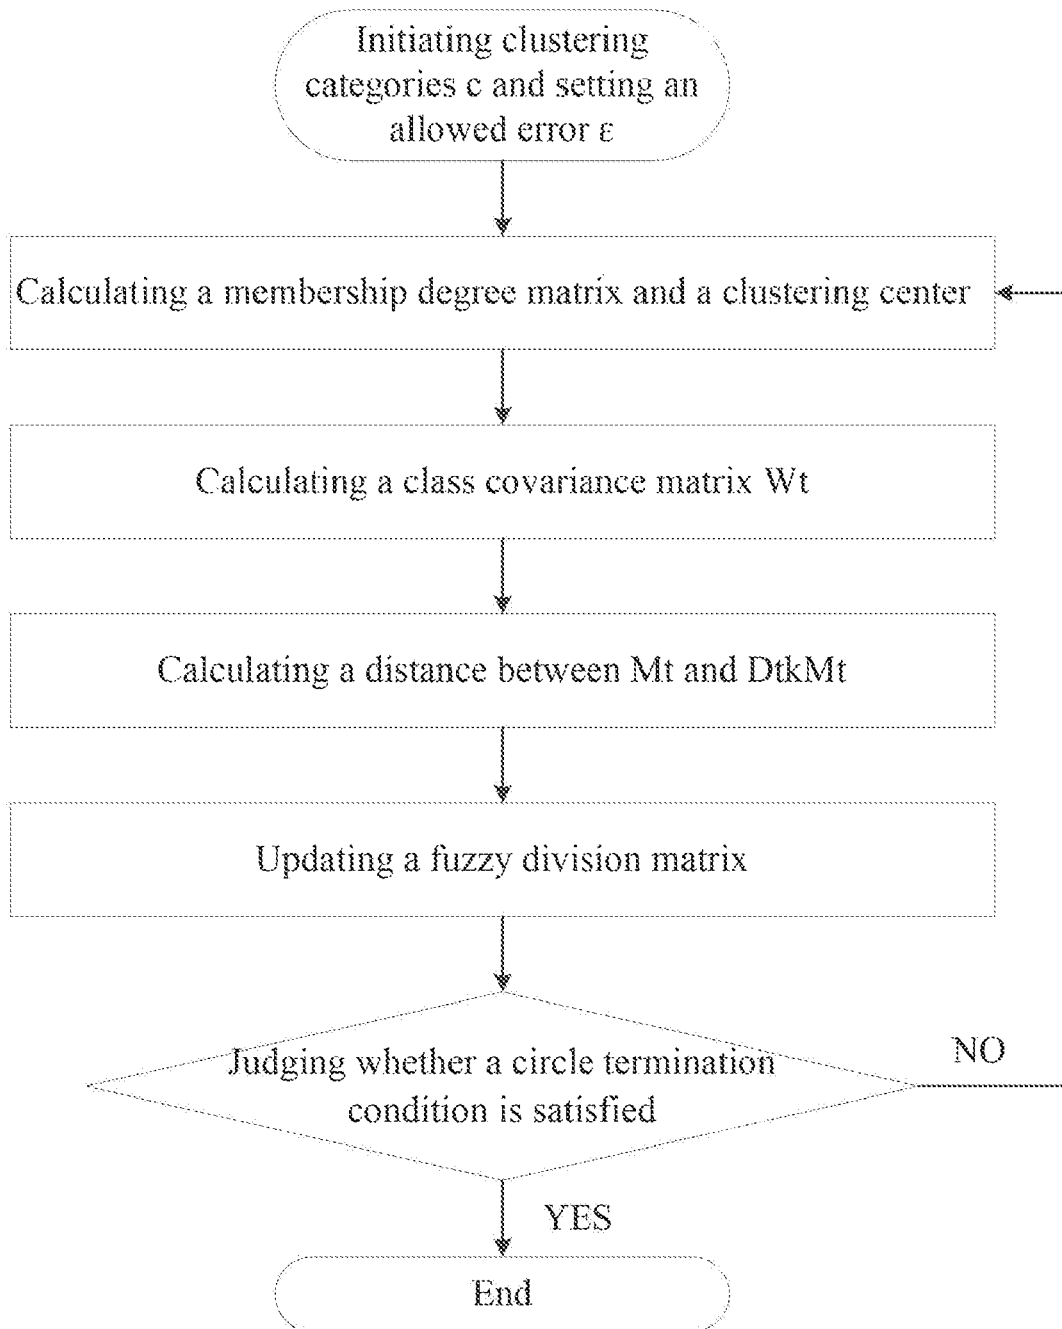 Initiating clustering
categories c and setting an
allowed error ε
Calculating a membership degree matrix and a clustering center
Calculating a class covariance matrix Wt
Calculating a distance between Mt and DtkMt
Updating a fuzzy division matrix
Judging whether a circle termination
condition is satisfied
NO
YES
End